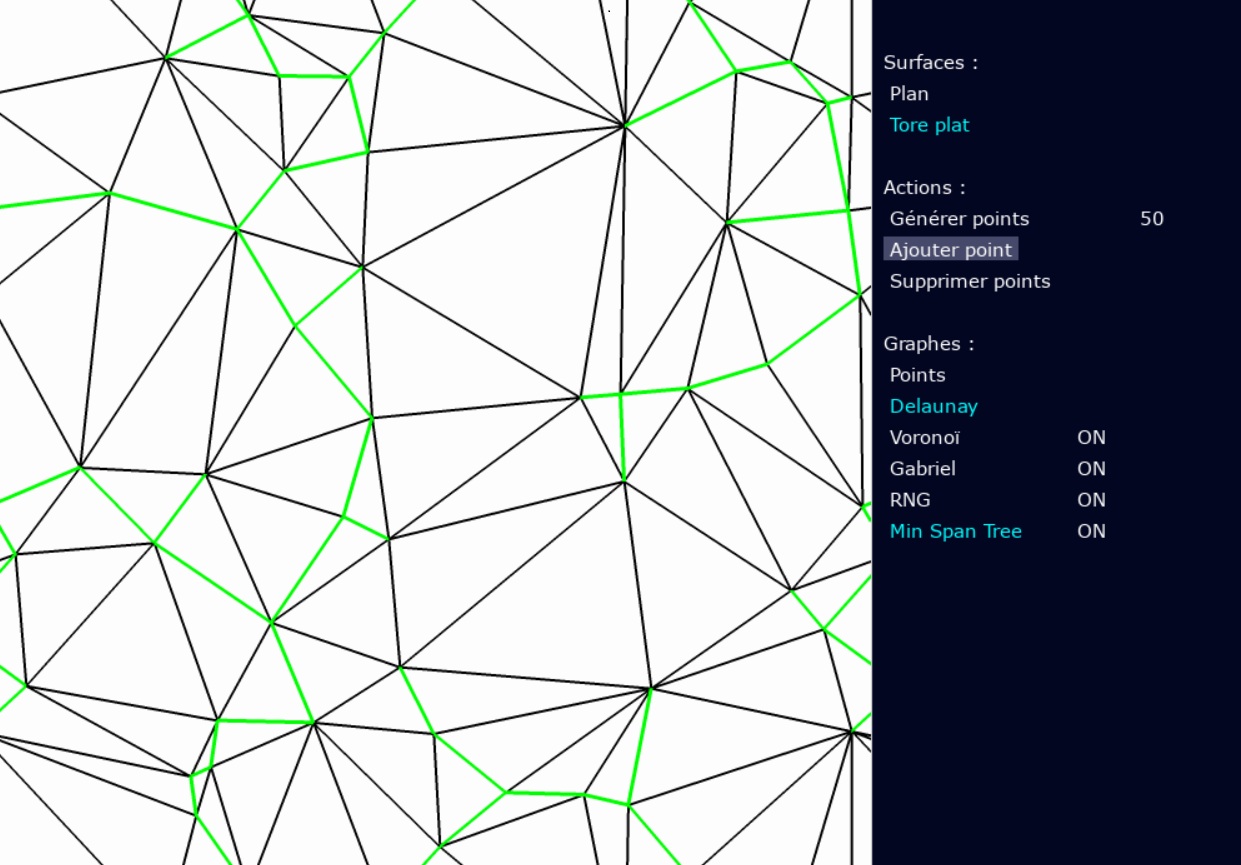 Surfaces :
Plan
Tore plat
Actions :
Générer points 50
Ajouter point
Supprimer points
Graphes :
Points
Delaunay
Voronoï ON
Gabriel ON
RNG ON
Min Span Tree ON